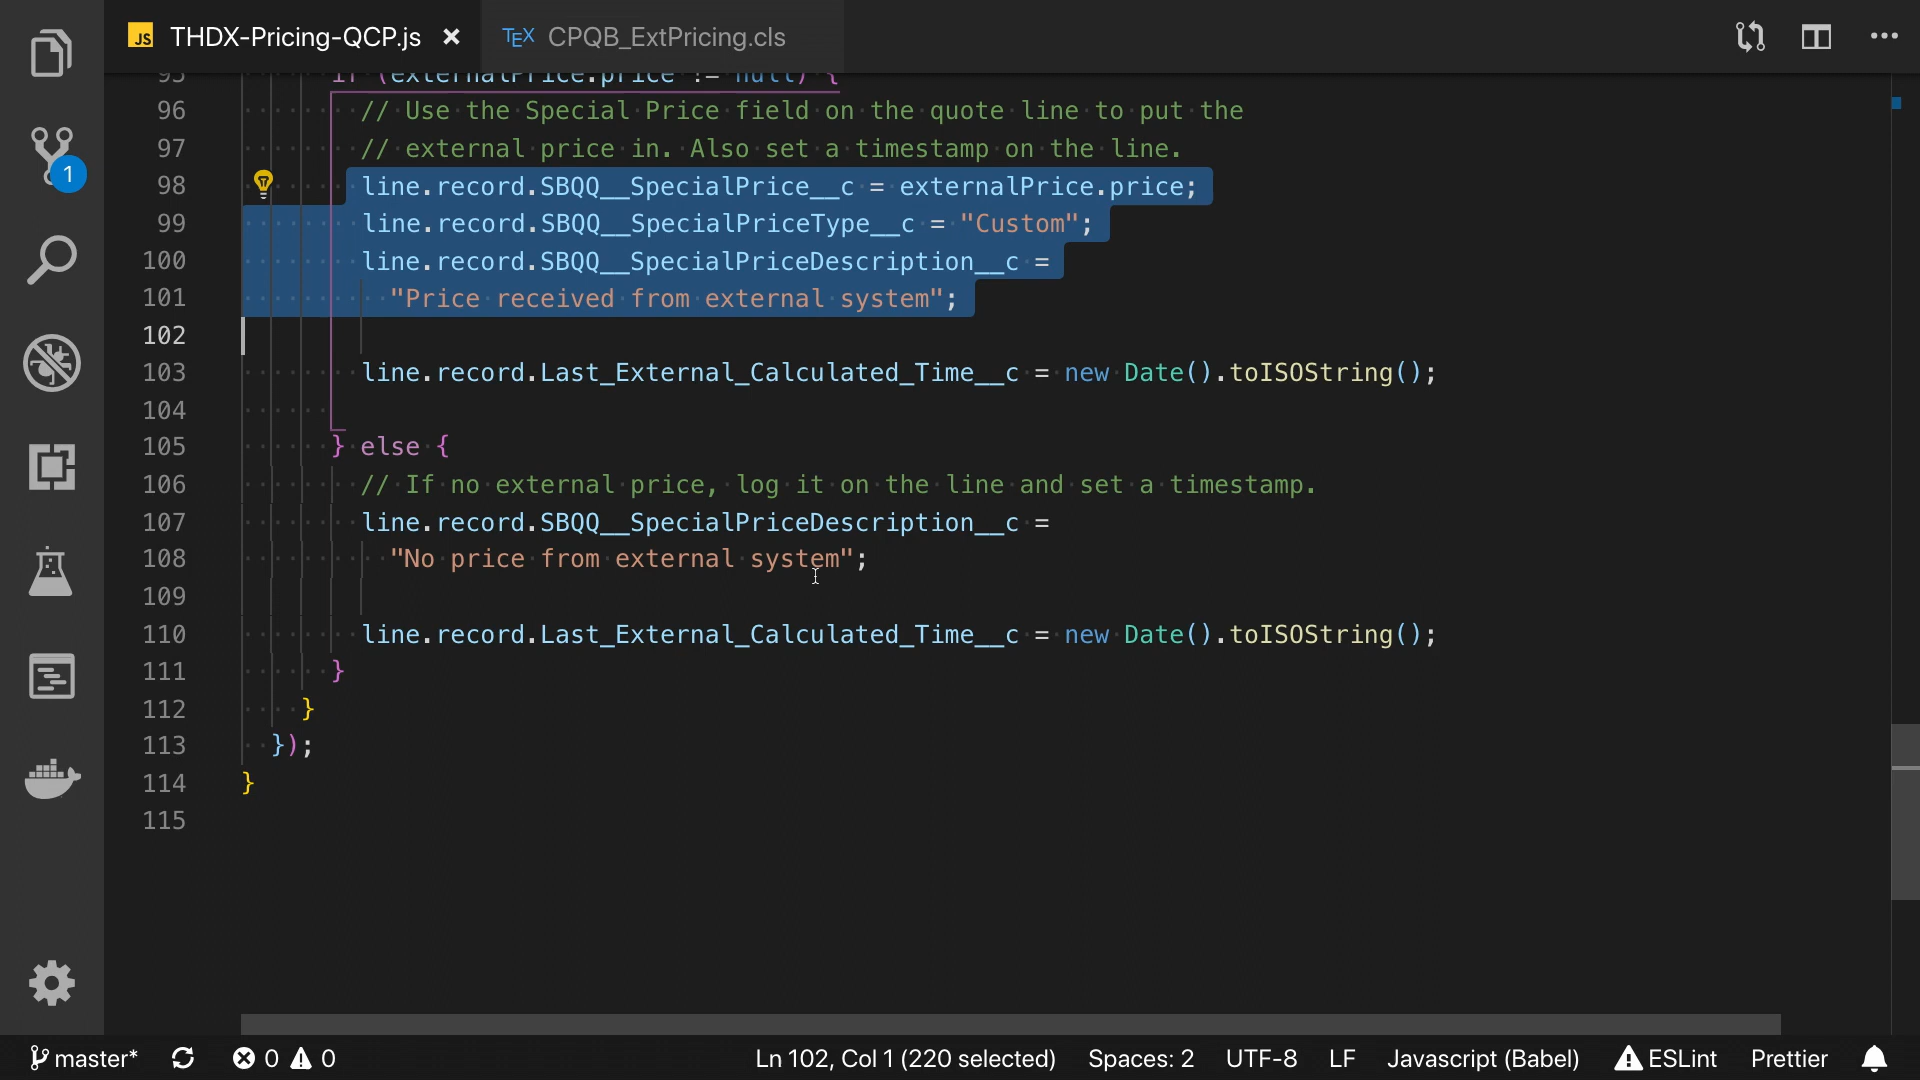 JS THDX-Pricing-QCP.js × TEX CPQB_ExtPricing.cls
95 if (externalPrice.price != null) {
96 // Use the Special Price field on the quote line to put the
97 // external price in. Also set a timestamp on the line.
98 line.record.SBQQ__SpecialPrice__c = externalPrice.price;
99 line.record.SBQQ__SpecialPriceType__c = "Custom";
100 line.record.SBQQ__SpecialPriceDescription__c =
101 "Price received from external system";
102
103 line.record.Last_External_Calculated_Time__c = new Date().toISOString();
104
105 } else {
106 // If no external price, log it on the line and set a timestamp.
107 line.record.SBQQ__SpecialPriceDescription__c =
108 "No price from external system";
109
110 line.record.Last_External_Calculated_Time__c = new Date().toISOString();
111 }
112 }
113 });
114 }
115
1
master* 0 0 Ln 102, Col 1 (220 selected) Spaces: 2 UTF-8 LF Javascript (Babel) ESLint Prettier